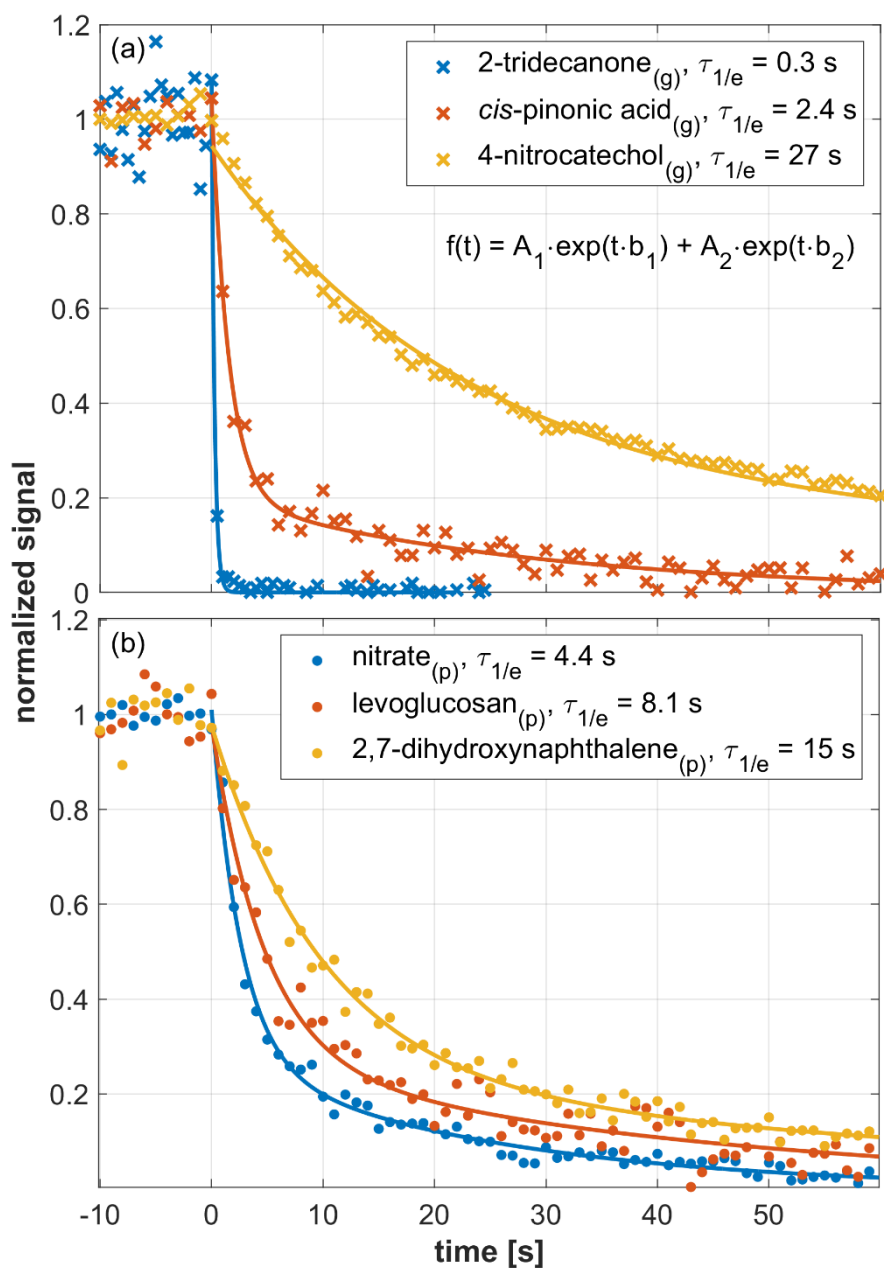 1.2
(a)
2-tridecanone(g), τ1/e = 0.3 s
cis-pinonic acid(g), τ1/e = 2.4 s
4-nitrocatechol(g), τ1/e = 27 s
1
f(t) = A1·exp(t·b1) + A2·exp(t·b2)
0.8
0.6
0.4
0.2
0
normalized signal
1.2
(b)
nitrate(p), τ1/e = 4.4 s
levoglucosan(p), τ1/e = 8.1 s
2,7-dihydroxynaphthalene(p), τ1/e = 15 s
1
0.8
0.6
0.4
0.2
-10 0 10 20 30 40 50
time [s]